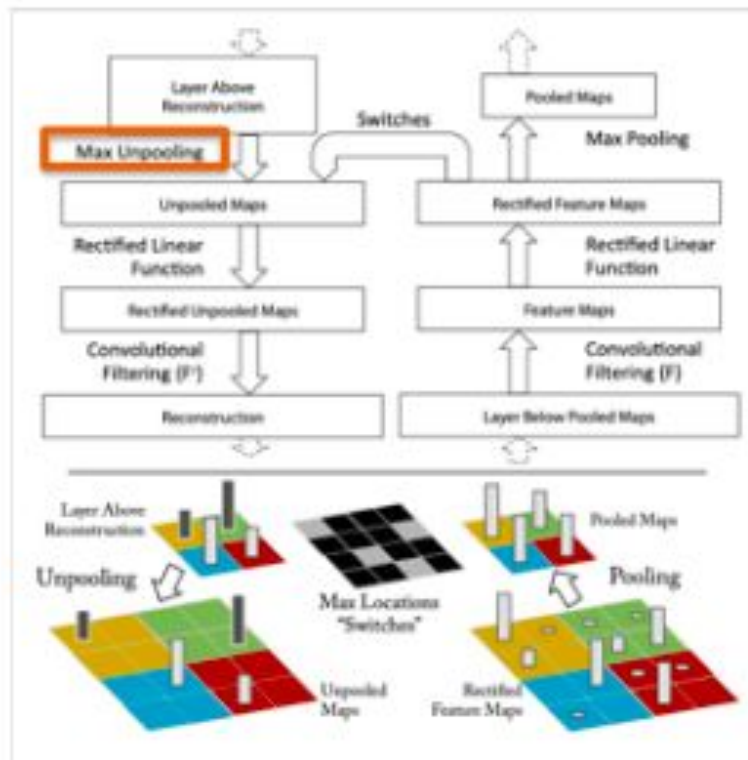 Layer Above
Reconstruction
Pooled Maps
Switches
Max Unpooling
Max Pooling
Unpooled Maps
Rectified Feature Maps
Rectified Linear
Function
Rectified Linear
Function
Rectified Unpooled Maps
Feature Maps
Convolutional
Filtering (Fᵀ)
Convolutional
Filtering (F)
Reconstruction
Layer Below Pooled Maps
Layer Above
Reconstruction
Pooled Maps
Unpooling
Max Locations
"Switches"
Pooling
Unpooled
Maps
Rectified
Feature Maps